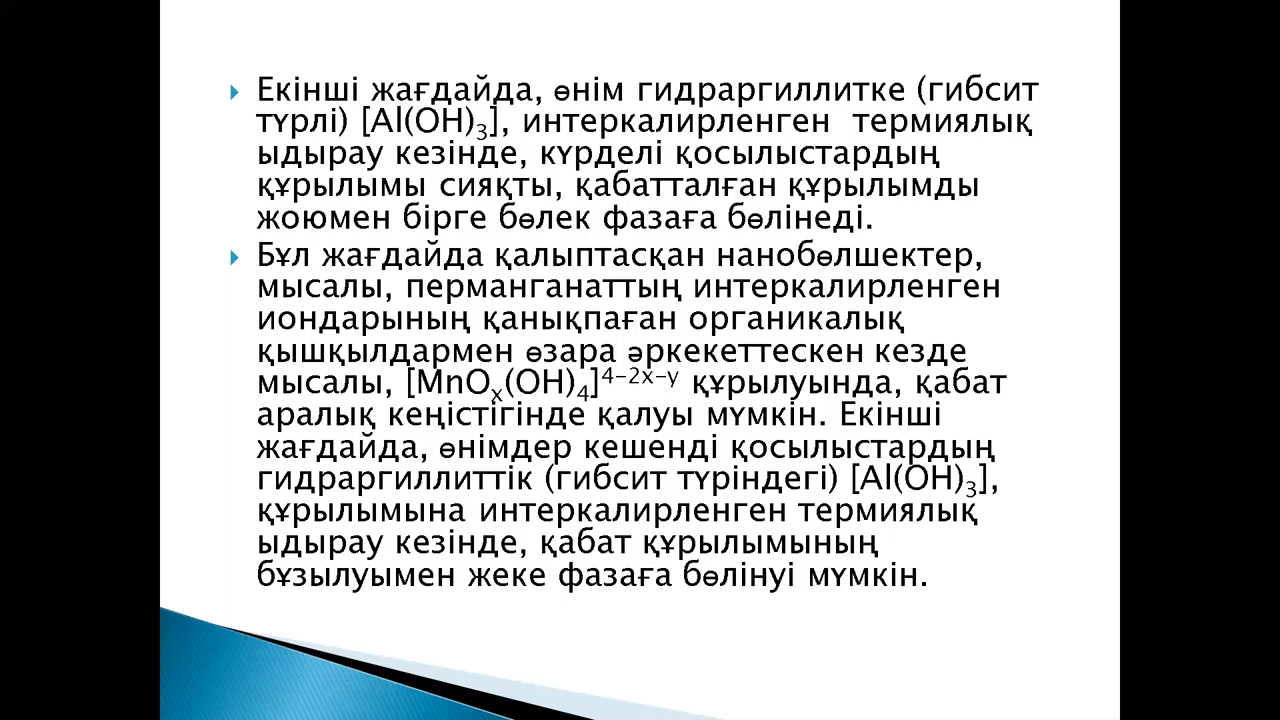 Екінші жағдайда, өнім гидраргиллитке (гибсит
түрлі) [Al(OH)₃], интеркалирленген термиялық
ыдырау кезінде, күрделі қосылыстардың
құрылымы сияқты, қабатталған құрылымды
жоюмен бірге бөлек фазаға бөлінеді.
Бұл жағдайда қалыптасқан нанобөлшектер,
мысалы, перманганаттың интеркалирленген
иондарының қанықпаған органикалық
қышқылдармен өзара әркекеттескен кезде
мысалы, [MnOₓ(OH)₄]⁴⁻²ˣ⁻ʸ құрылуында, қабат
аралық кеңістігінде қалуы мүмкін. Екінші
жағдайда, өнімдер кешенді қосылыстардың
гидраргиллиттік (гибсит түріндегі) [Al(OH)₃],
құрылымына интеркалирленген термиялық
ыдырау кезінде, қабат құрылымының
бұзылуымен жеке фазаға бөлінуі мүмкін.